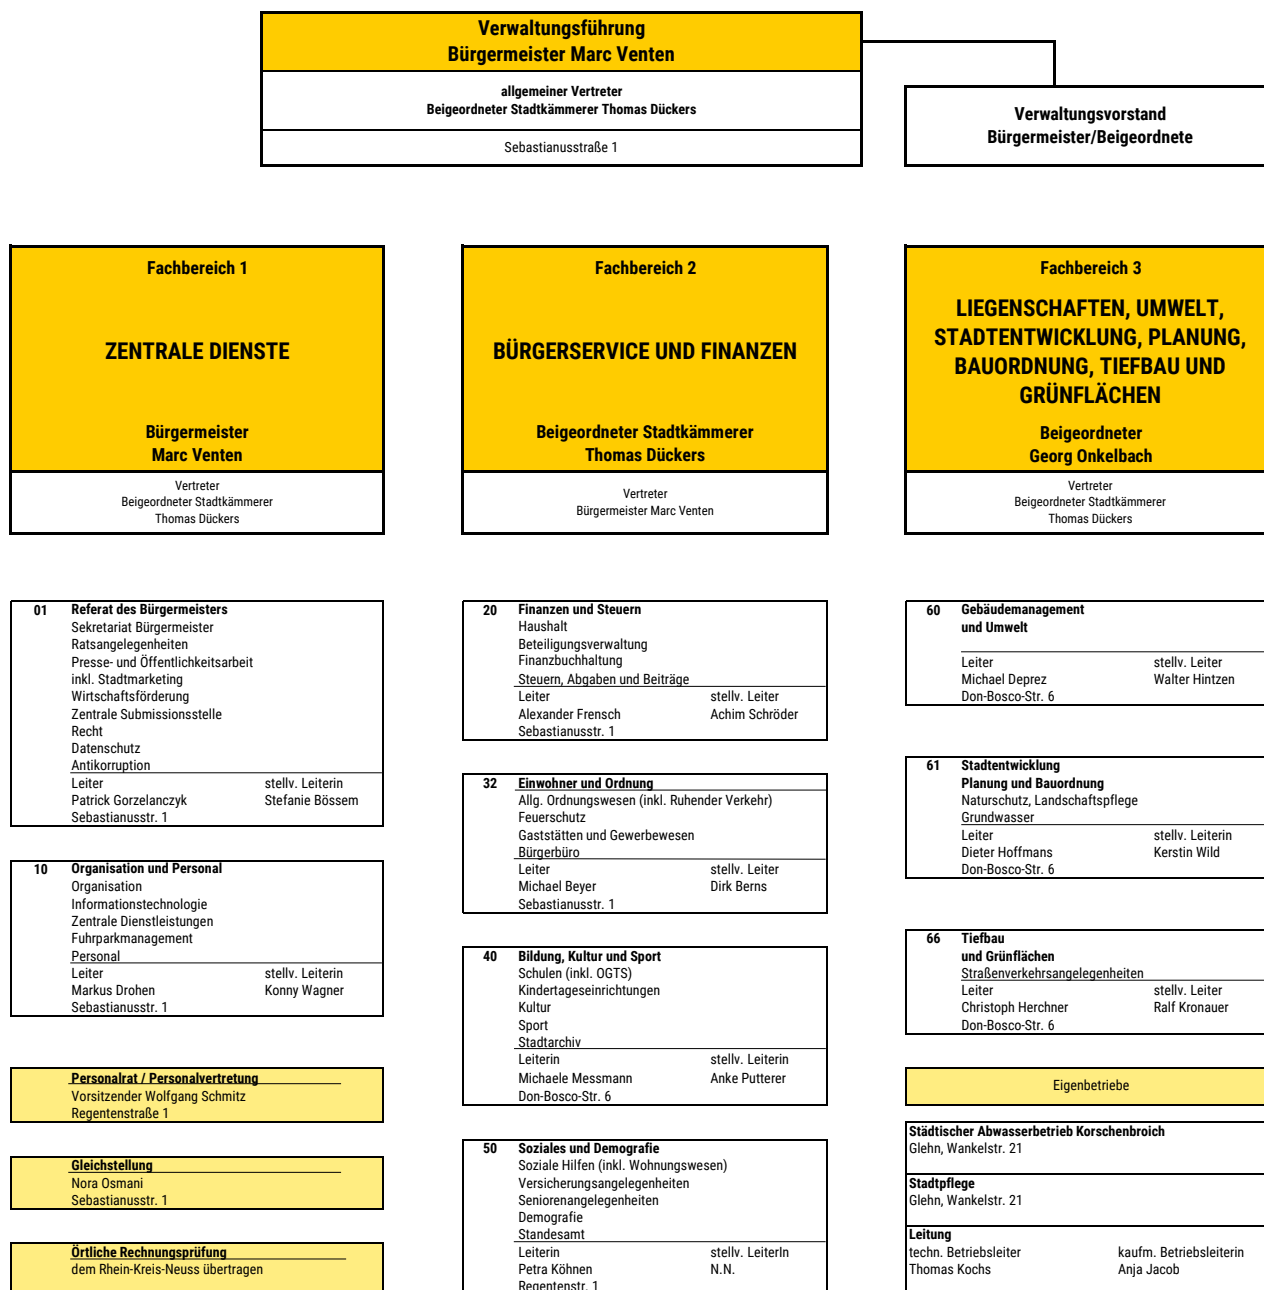 Verwaltungsführung
Bürgermeister Marc Venten
allgemeiner Vertreter
Beigeordneter Stadtkämmerer Thomas Dückers
Sebastianusstraße 1
Verwaltungsvorstand
Bürgermeister/Beigeordnete
Fachbereich 1
ZENTRALE DIENSTE
Bürgermeister
Marc Venten
Vertreter
Beigeordneter Stadtkämmerer
Thomas Dückers
Fachbereich 2
BÜRGERSERVICE UND FINANZEN
Beigeordneter Stadtkämmerer
Thomas Dückers
Vertreter
Bürgermeister Marc Venten
Fachbereich 3
LIEGENSCHAFTEN, UMWELT,
STADTENTWICKLUNG, PLANUNG,
BAUORDNUNG, TIEFBAU UND
GRÜNFLÄCHEN
Beigeordneter
Georg Onkelbach
Vertreter
Beigeordneter Stadtkämmerer
Thomas Dückers
01 Referat des Bürgermeisters
Sekretariat Bürgermeister
Ratsangelegenheiten
Presse- und Öffentlichkeitsarbeit
inkl. Stadtmarketing
Wirtschaftsförderung
Zentrale Submissionsstelle
Recht
Datenschutz
Antikorruption
Leiter stellv. Leiterin
Patrick Gorzelanczyk Stefanie Bössem
Sebastianusstr. 1
10 Organisation und Personal
Organisation
Informationstechnologie
Zentrale Dienstleistungen
Fuhrparkmanagement
Personal
Leiter stellv. Leiterin
Markus Drohen Konny Wagner
Sebastianusstr. 1
Personalrat / Personalvertretung
Vorsitzender Wolfgang Schmitz
Regentenstraße 1
Gleichstellung
Nora Osmani
Sebastianusstr. 1
Örtliche Rechnungsprüfung
dem Rhein-Kreis-Neuss übertragen
20 Finanzen und Steuern
Haushalt
Beteiligungsverwaltung
Finanzbuchhaltung
Steuern, Abgaben und Beiträge
Leiter stellv. Leiter
Alexander Frensch Achim Schröder
Sebastianusstr. 1
32 Einwohner und Ordnung
Allg. Ordnungswesen (inkl. Ruhender Verkehr)
Feuerschutz
Gaststätten und Gewerbewesen
Bürgerbüro
Leiter stellv. Leiter
Michael Beyer Dirk Berns
Sebastianusstr. 1
40 Bildung, Kultur und Sport
Schulen (inkl. OGTS)
Kindertageseinrichtungen
Kultur
Sport
Stadtarchiv
Leiterin stellv. Leiterin
Michaele Messmann Anke Putterer
Don-Bosco-Str. 6
50 Soziales und Demografie
Soziale Hilfen (inkl. Wohnungswesen)
Versicherungsangelegenheiten
Seniorenangelegenheiten
Demografie
Standesamt
Leiterin stellv. LeiterIn
Petra Köhnen N.N.
Regentenstr. 1
60 Gebäudemanagement
und Umwelt
Leiter stellv. Leiter
Michael Deprez Walter Hintzen
Don-Bosco-Str. 6
61 Stadtentwicklung
Planung und Bauordnung
Naturschutz, Landschaftspflege
Grundwasser
Leiter stellv. Leiterin
Dieter Hoffmans Kerstin Wild
Don-Bosco-Str. 6
66 Tiefbau
und Grünflächen
Straßenverkehrsangelegenheiten
Leiter stellv. Leiter
Christoph Herchner Ralf Kronauer
Don-Bosco-Str. 6
Eigenbetriebe
Städtischer Abwasserbetrieb Korschenbroich
Glehn, Wankelstr. 21
Stadtpflege
Glehn, Wankelstr. 21
Leitung
techn. Betriebsleiter kaufm. Betriebsleiterin
Thomas Kochs Anja Jacob